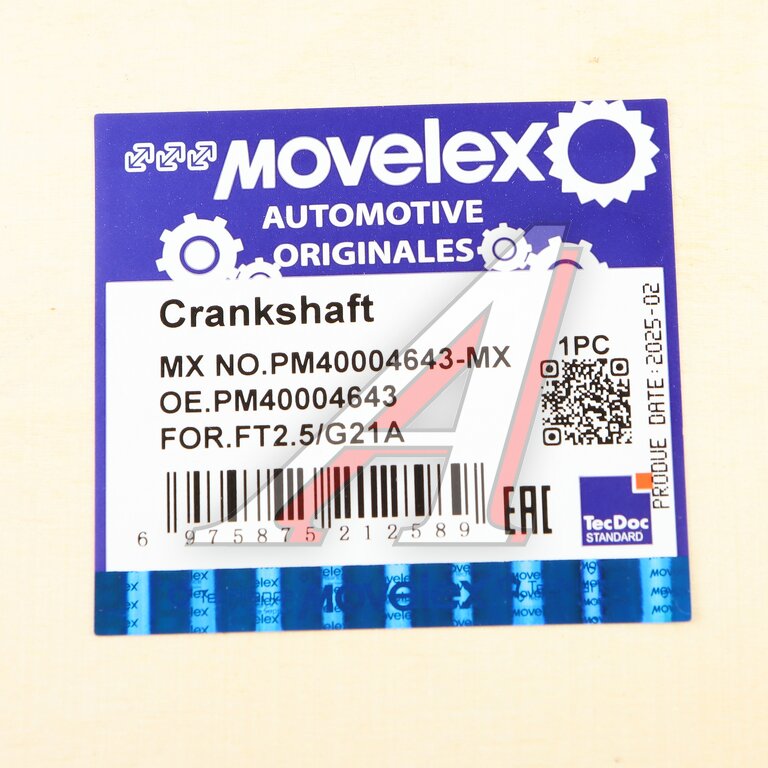 MOVelex
AUTOMOTIVE
ORIGINALES
Crankshaft
MX NO.PM40004643-MX
OE.PM40004643
FOR.FT2.5/G21A
1PC
PRODUE DATE:2025-02
6 975875 212589
EAC
TecDoc
STANDARD
MOVelex